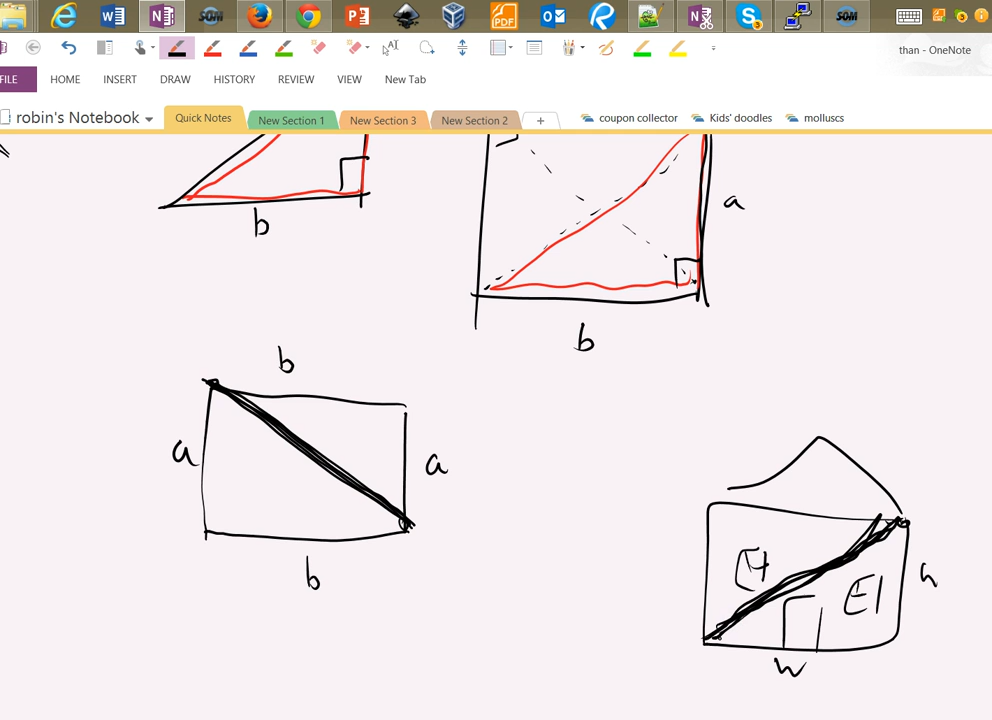 than - OneNote
FILE HOME INSERT DRAW HISTORY REVIEW VIEW New Tab
robin's Notebook Quick Notes New Section 1 New Section 3 New Section 2 + coupon collector Kids' doodles molluscs
b
a
b
b
a
a
b
h
w